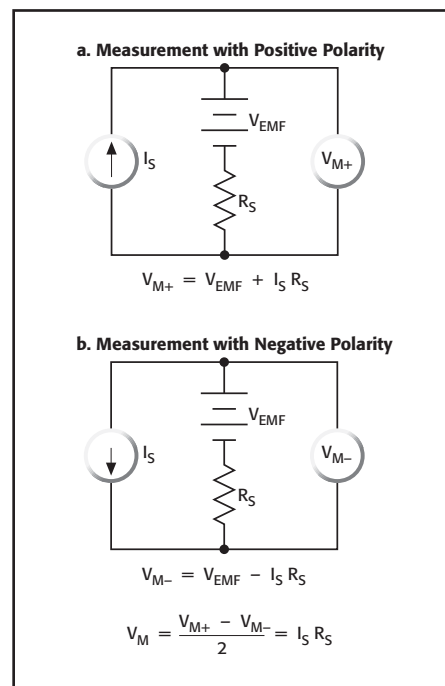 a. Measurement with Positive Polarity
V_EMF
I_S
V_M+
R_S
V_M+ = V_EMF + I_S R_S
b. Measurement with Negative Polarity
V_EMF
I_S
V_M–
R_S
V_M– = V_EMF – I_S R_S
V_M = (V_M+ – V_M–)/2 = I_S R_S